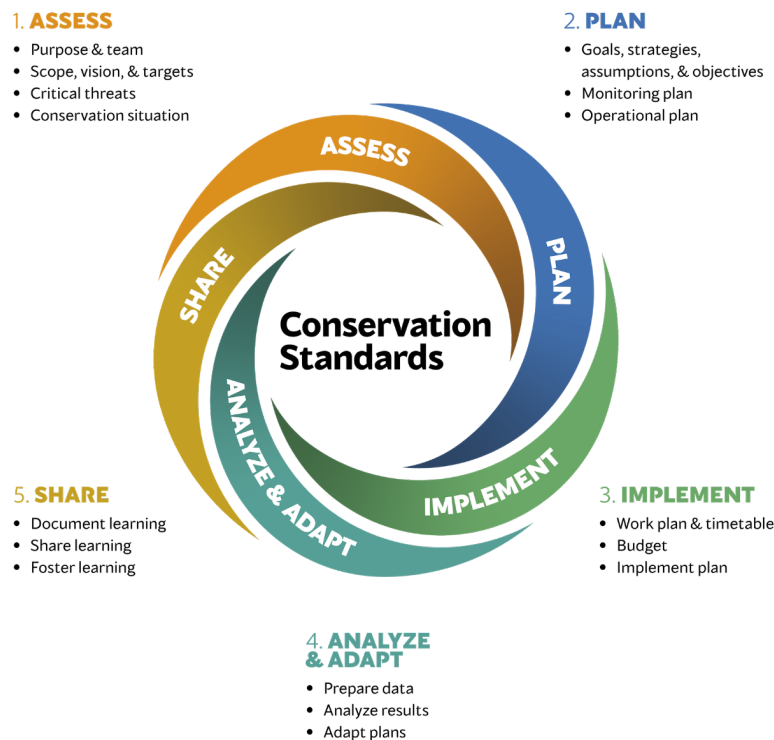 1. ASSESS
• Purpose & team
• Scope, vision, & targets
• Critical threats
• Conservation situation
2. PLAN
• Goals, strategies,
assumptions, & objectives
• Monitoring plan
• Operational plan
ASSESS
PLAN
SHARE
Conservation
Standards
ANALYZE & ADAPT
IMPLEMENT
5. SHARE
• Document learning
• Share learning
• Foster learning
3. IMPLEMENT
• Work plan & timetable
• Budget
• Implement plan
4. ANALYZE
& ADAPT
• Prepare data
• Analyze results
• Adapt plans